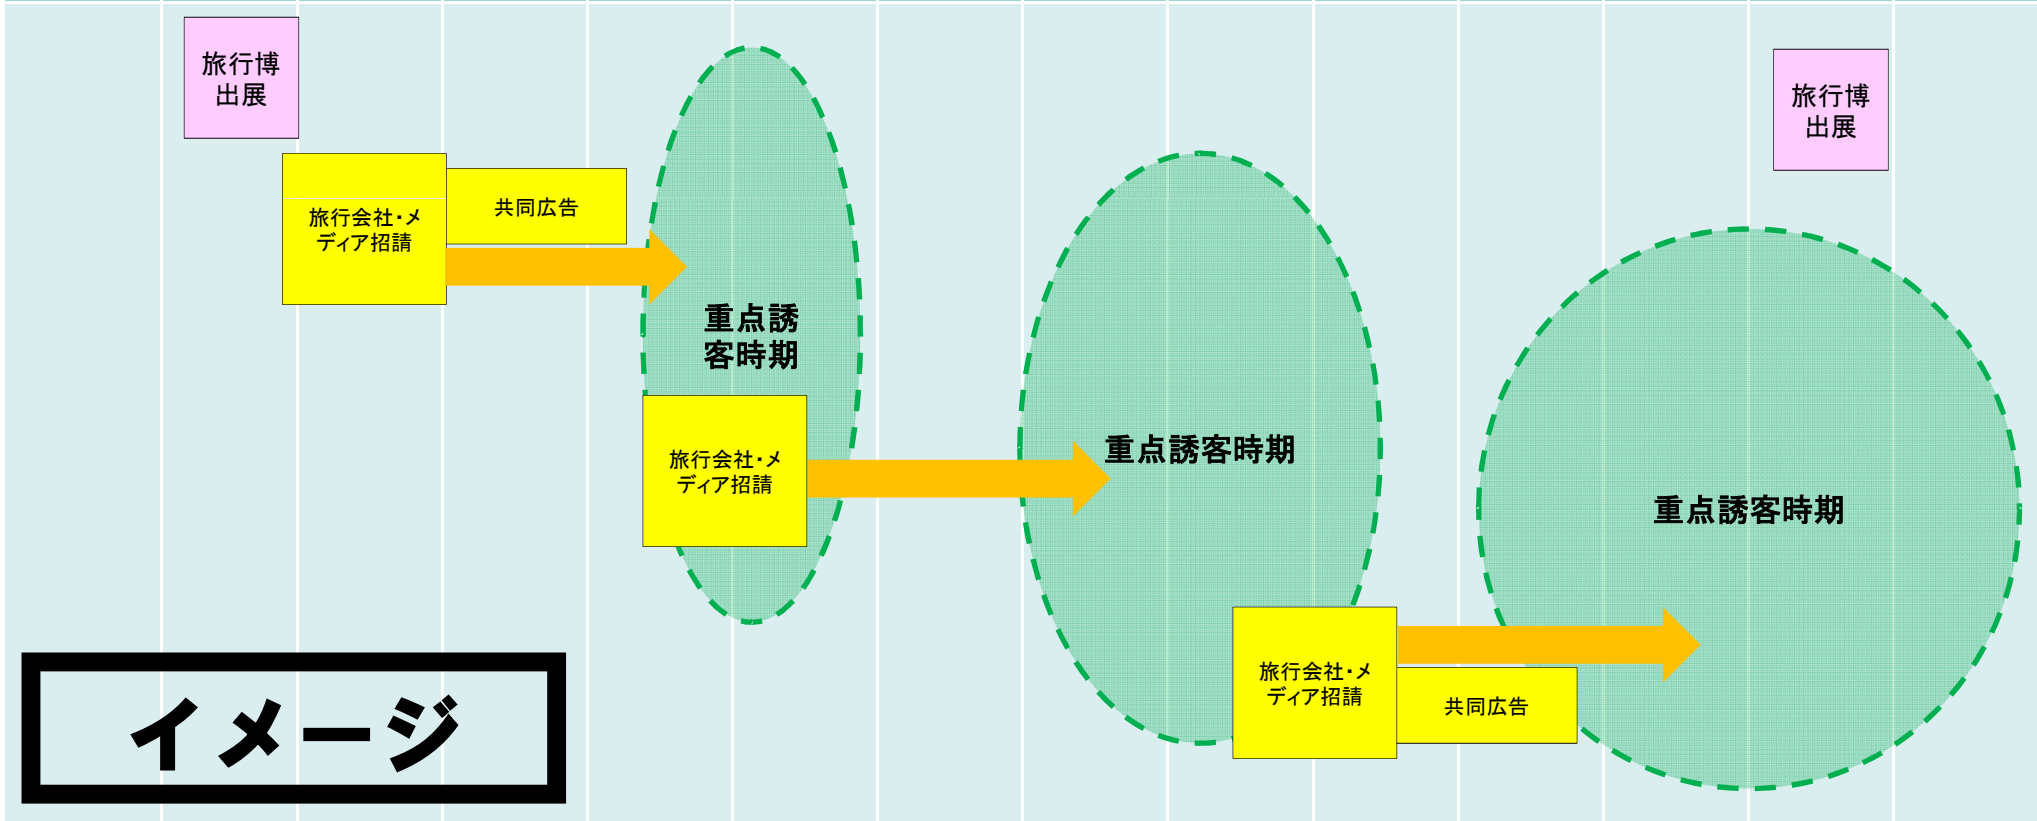 旅行博
出展
旅行会社・メ
ディア招請
共同広告
重点誘
客時期
旅行会社・メ
ディア招請
重点誘客時期
旅行会社・メ
ディア招請
共同広告
旅行博
出展
重点誘客時期
イメージ